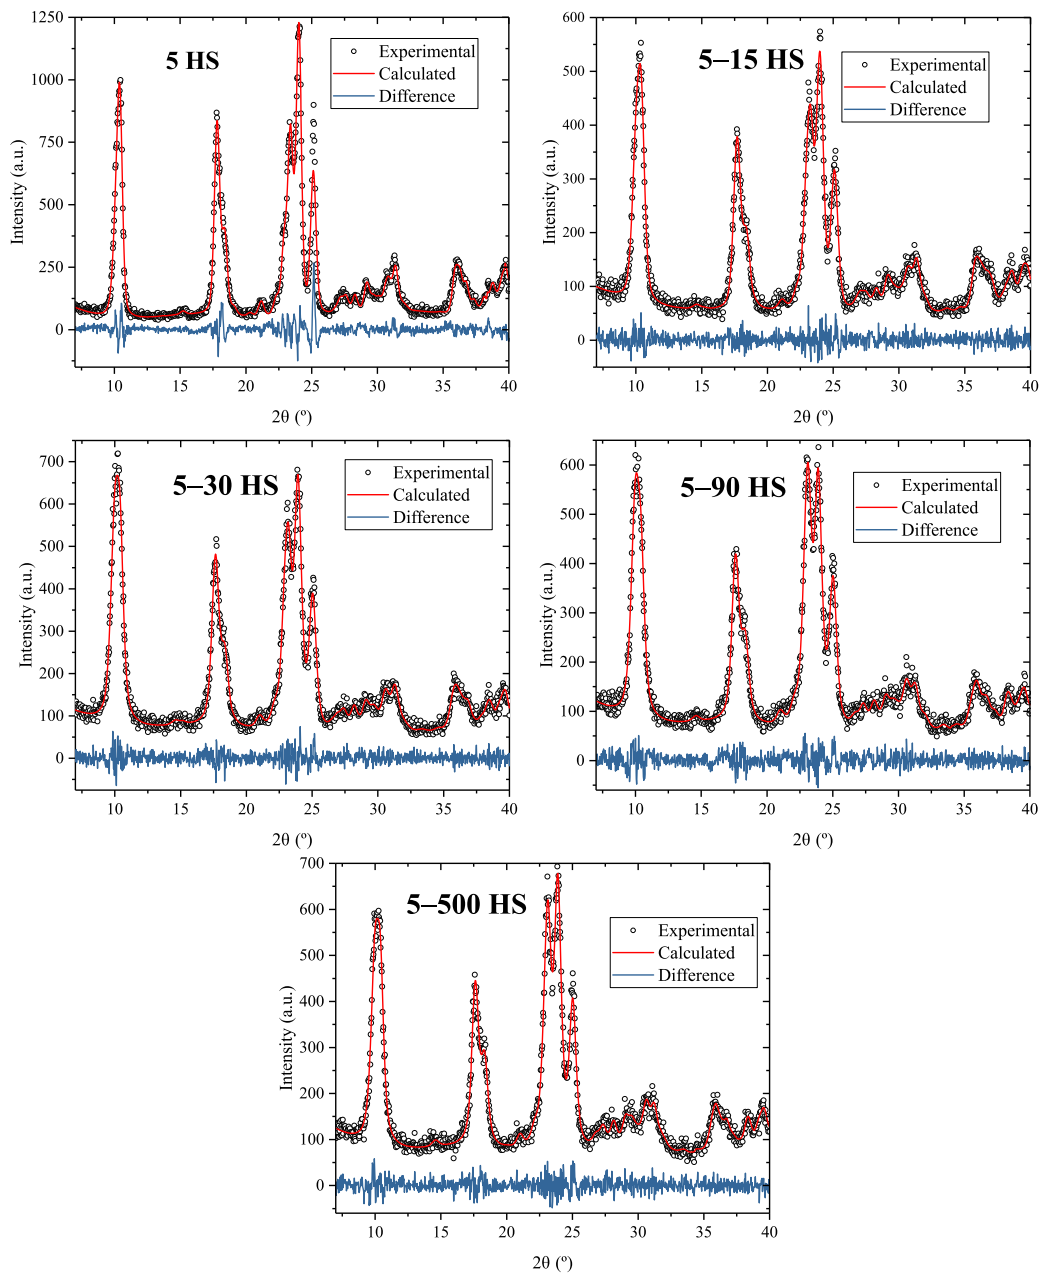 5 HS
Experimental
Calculated
Difference
Intensity (a.u.)
1250
1000
750
500
250
0
10 15 20 25 30 35 40
2θ (º)
5–15 HS
Experimental
Calculated
Difference
Intensity (a.u.)
600
500
400
300
200
100
0
10 15 20 25 30 35 40
2θ (º)
5–30 HS
Experimental
Calculated
Difference
Intensity (a.u.)
700
600
500
400
300
200
100
0
10 15 20 25 30 35 40
2θ (º)
5–90 HS
Experimental
Calculated
Difference
Intensity (a.u.)
600
500
400
300
200
100
0
10 15 20 25 30 35 40
2θ (º)
5–500 HS
Experimental
Calculated
Difference
Intensity (a.u.)
700
600
500
400
300
200
100
0
10 15 20 25 30 35 40
2θ (º)